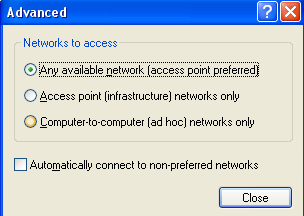 Advanced
Networks to access
Any available network (access point preferred)
Access point (infrastructure) networks only
Computer-to-computer (ad hoc) networks only
Automatically connect to non-preferred networks
Close